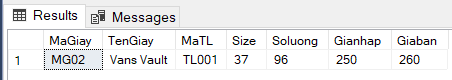 Results Messages
MaGiay TenGiay MaTL Size Soluong Gianhap Giaban
1 MG02 Vans Vault TL001 37 96 250 260